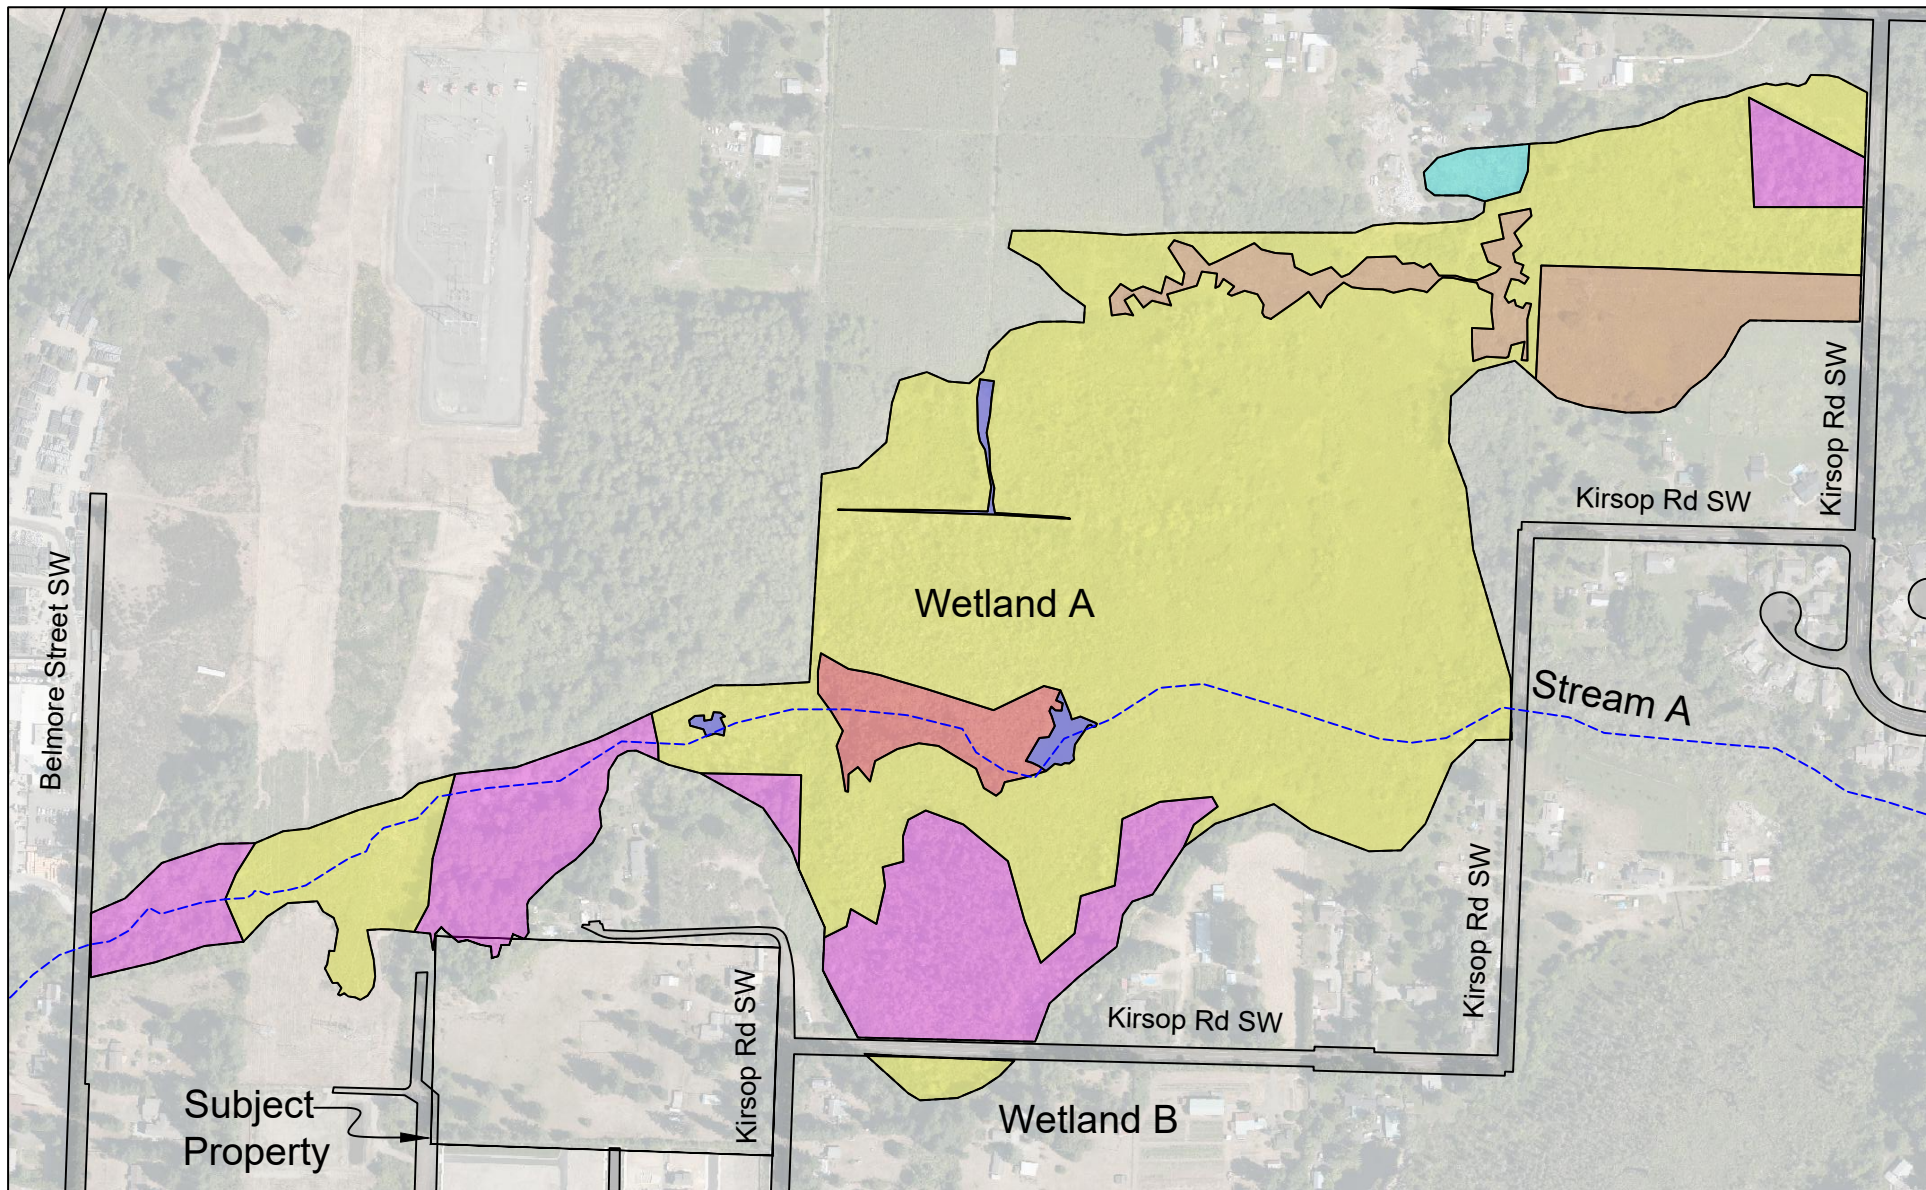 Kirsop Rd SW
Kirsop Rd SW
Belmore Street SW
Wetland A
Stream A
Kirsop Rd SW
Kirsop Rd SW
Kirsop Rd SW
Subject
Property
Wetland B